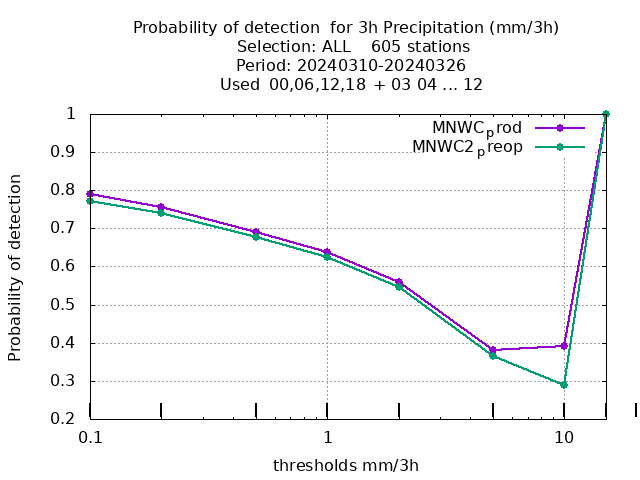 Probability of detection  for 3h Precipitation (mm/3h)
Selection: ALL    605 stations
Period: 20240310-20240326
Used  00,06,12,18  + 03 04 ... 12
MNWCprod
MNWC2preop
1
0.9
0.8
0.7
0.6
0.5
0.4
0.3
0.2
Probability of detection
0.1 1 10
thresholds mm/3h